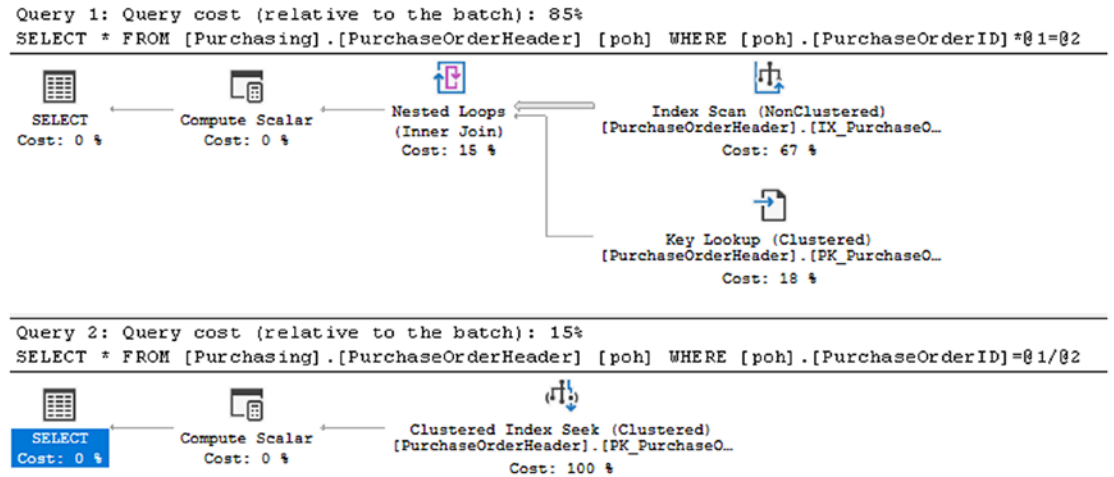 Query 1: Query cost (relative to the batch): 85%
SELECT * FROM [Purchasing].[PurchaseOrderHeader] [poh] WHERE [poh].[PurchaseOrderID]*@1=@2
SELECT
Cost: 0 %
Compute Scalar
Cost: 0 %
Nested Loops
(Inner Join)
Cost: 15 %
Index Scan (NonClustered)
[PurchaseOrderHeader].[IX_PurchaseO…
Cost: 67 %
Key Lookup (Clustered)
[PurchaseOrderHeader].[PK_PurchaseO…
Cost: 18 %
Query 2: Query cost (relative to the batch): 15%
SELECT * FROM [Purchasing].[PurchaseOrderHeader] [poh] WHERE [poh].[PurchaseOrderID]=@1/@2
SELECT
Cost: 0 %
Compute Scalar
Cost: 0 %
Clustered Index Seek (Clustered)
[PurchaseOrderHeader].[PK_PurchaseO…
Cost: 100 %